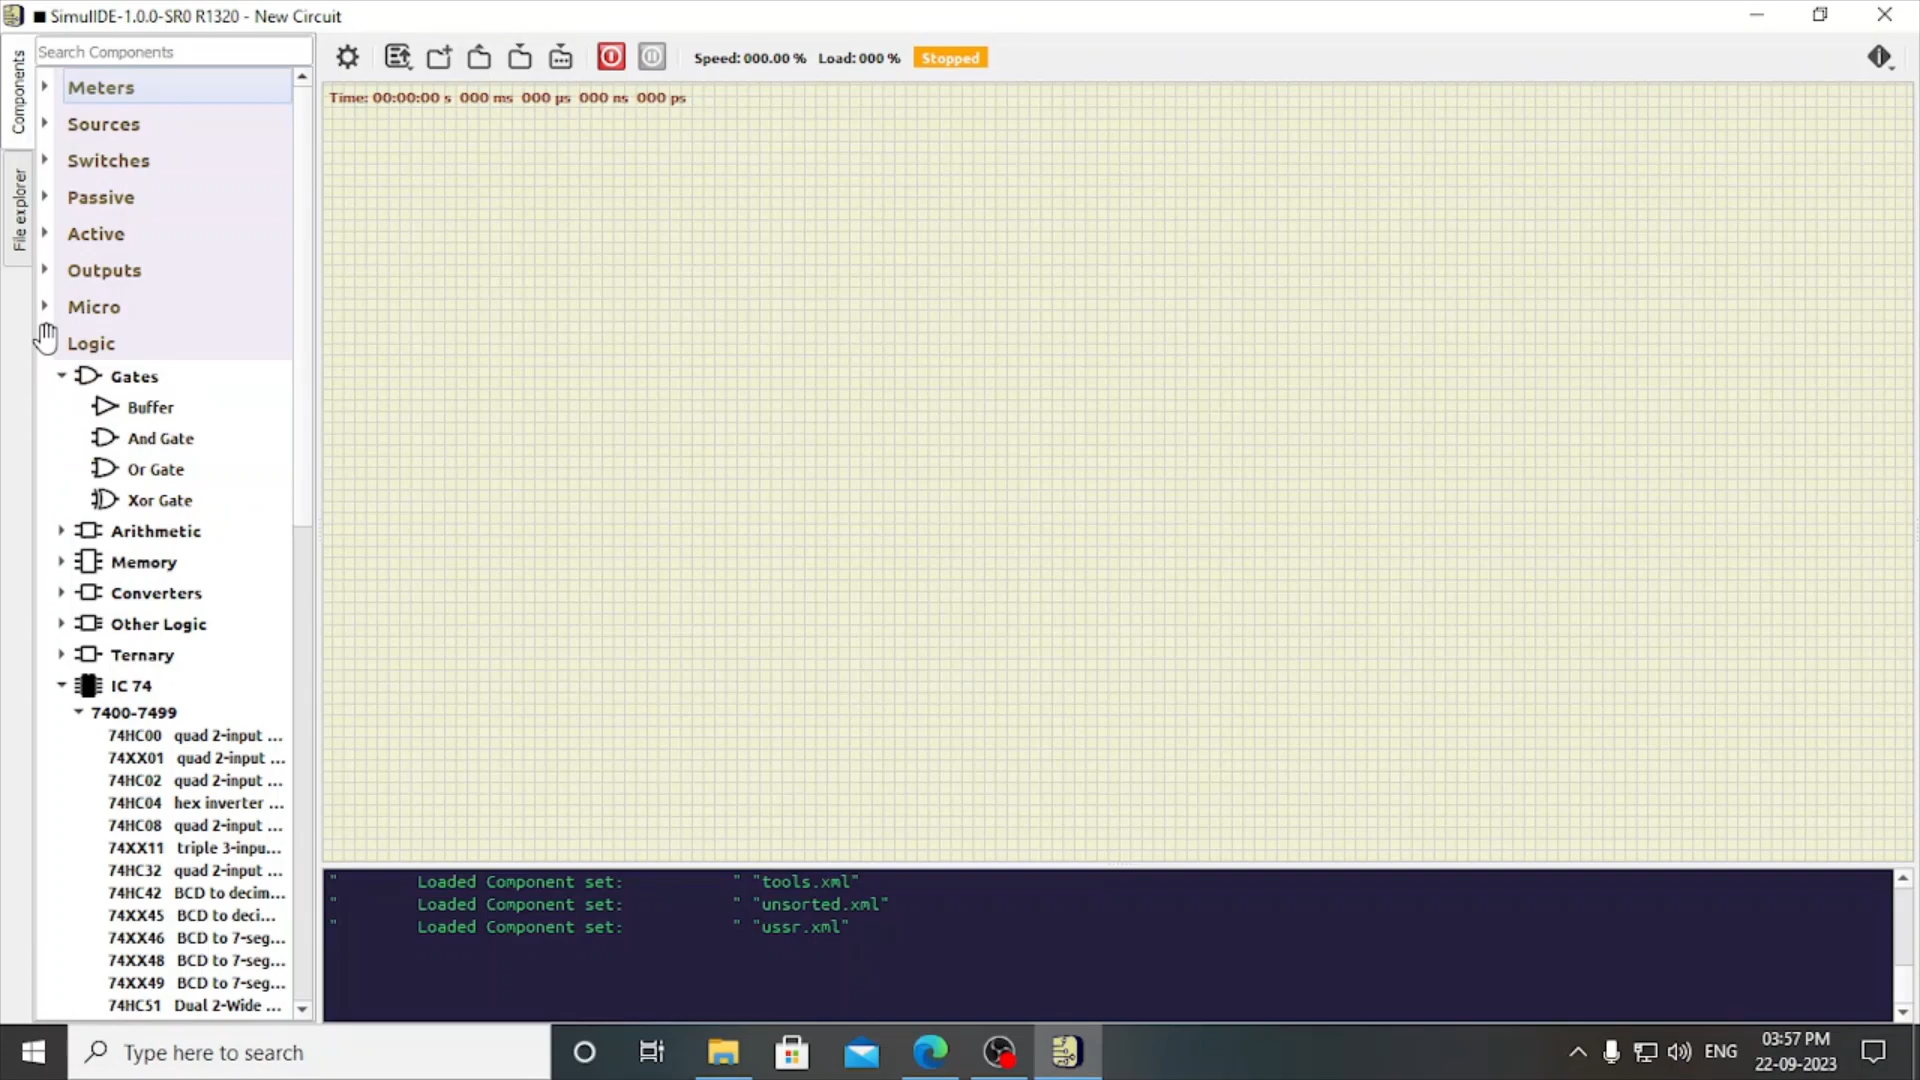 SimulIDE-1.0.0-SR0 R1320 - New Circuit
Components
File explorer
Search Components
Meters
Sources
Switches
Passive
Active
Outputs
Micro
Logic
Gates
Buffer
And Gate
Or Gate
Xor Gate
Arithmetic
Memory
Converters
Other Logic
Ternary
IC 74
7400-7499
74HC00 quad 2-input ...
74XX01 quad 2-input ...
74HC02 quad 2-input ...
74HC04 hex inverter ...
74HC08 quad 2-input ...
74XX11 triple 3-inpu...
74HC32 quad 2-input ...
74HC42 BCD to decim...
74XX45 BCD to deci...
74XX46 BCD to 7-seg...
74XX48 BCD to 7-seg...
74XX49 BCD to 7-seg...
74HC51 Dual 2-Wide ...
Speed: 000.00 % Load: 000 % Stopped
Time: 00:00:00 s 000 ms 000 µs 000 ns 000 ps
" Loaded Component set: " "tools.xml"
" Loaded Component set: " "unsorted.xml"
" Loaded Component set: " "ussr.xml"
Type here to search
ENG
03:57 PM
22-09-2023